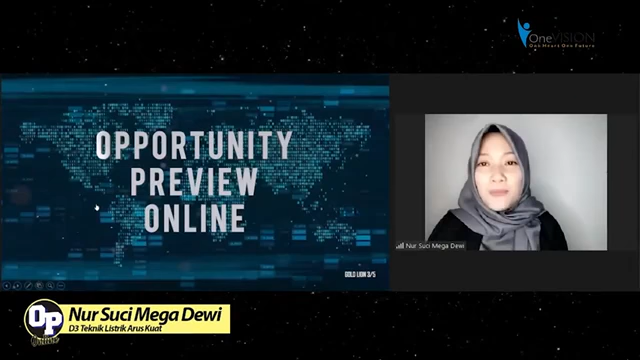 OneVISION
One Heart One Future
OPPORTUNITY
PREVIEW
ONLINE
GOLD LION 3/5
Nur Suci Mega Dewi
OP
Online
Nur Suci Mega Dewi
D3 Teknik Listrik Arus Kuat